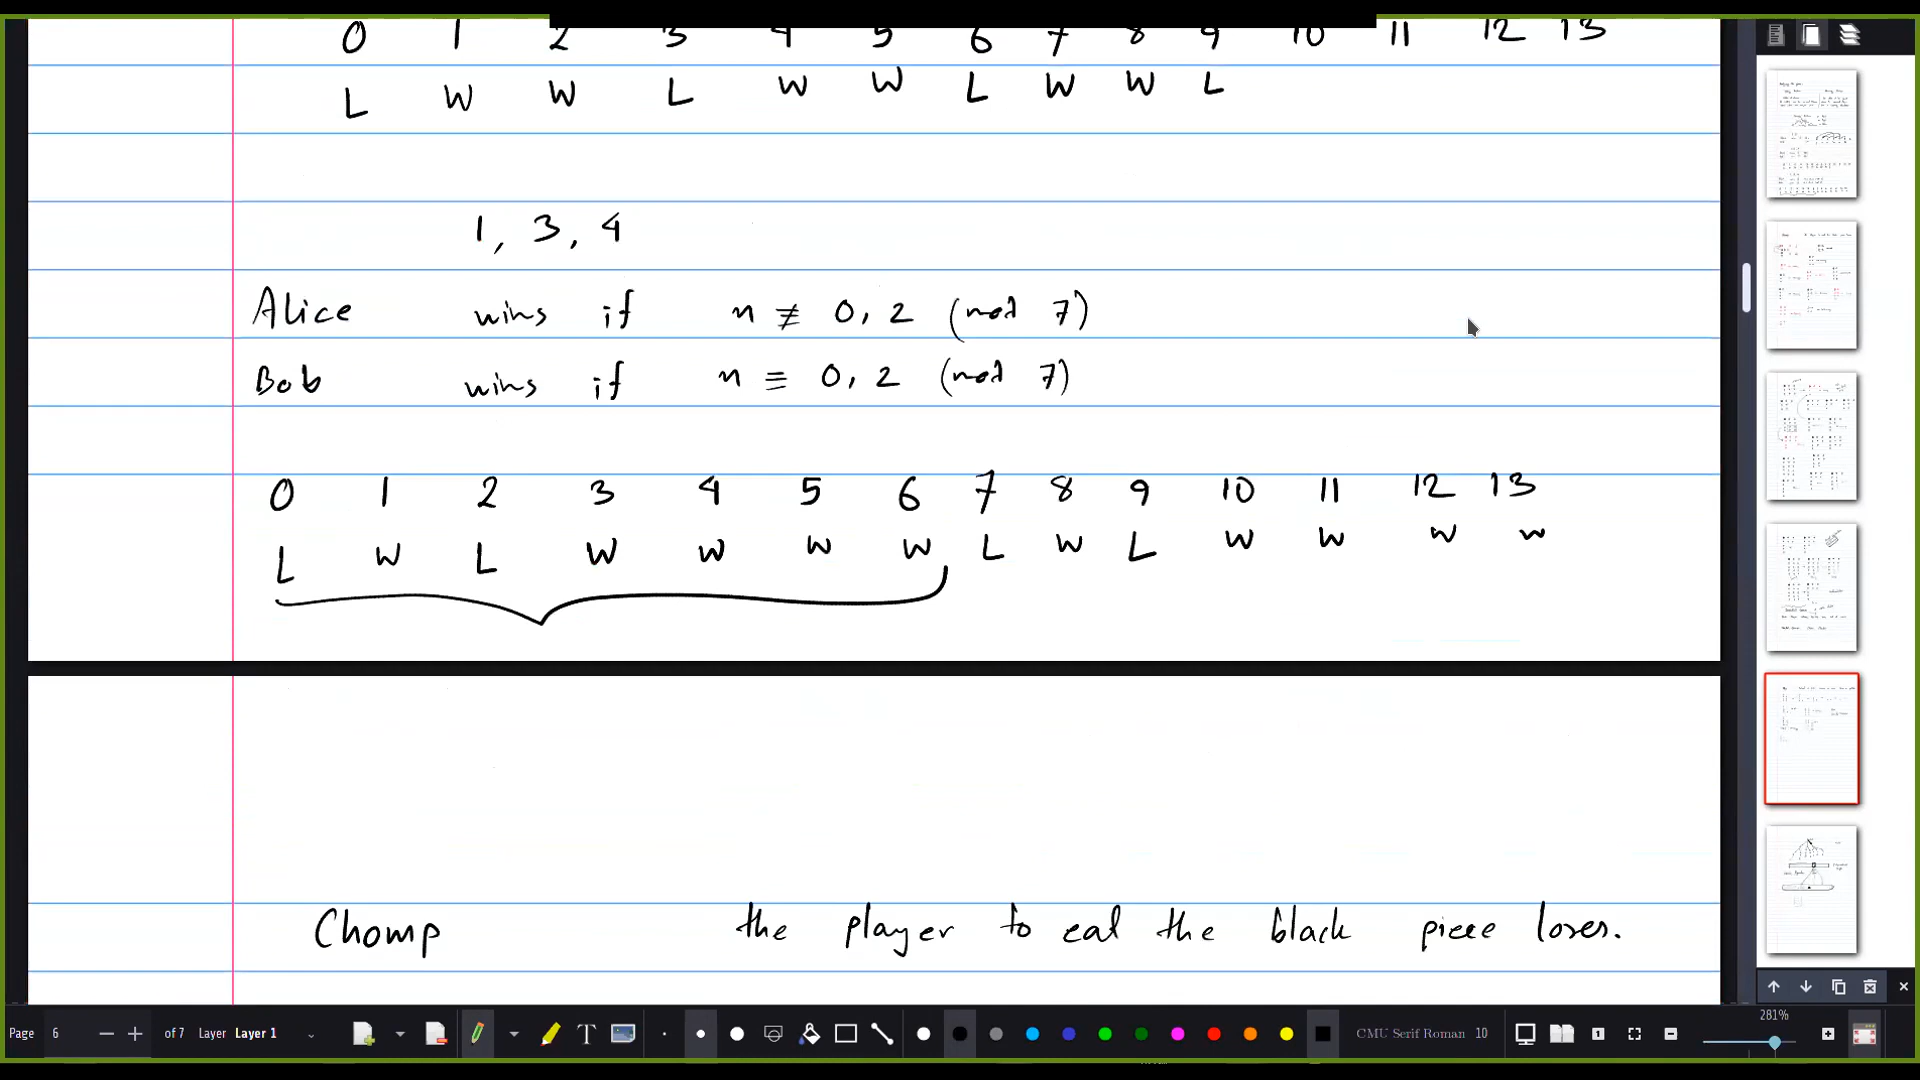 0 1 2 3 4 5 6 7 8 9 10 11 12 13
L W W L W W L W W L
1, 3, 4
Alice wins if n ≢ 0, 2 (mod 7)
Bob wins if n ≡ 0, 2 (mod 7)
0 1 2 3 4 5 6 7 8 9 10 11 12 13
L W L W W W W L W L W W W W
Chomp the player to eat the black piece loses.
Page 6 of 7 Layer Layer 1 CMU Serif Roman 10 281%